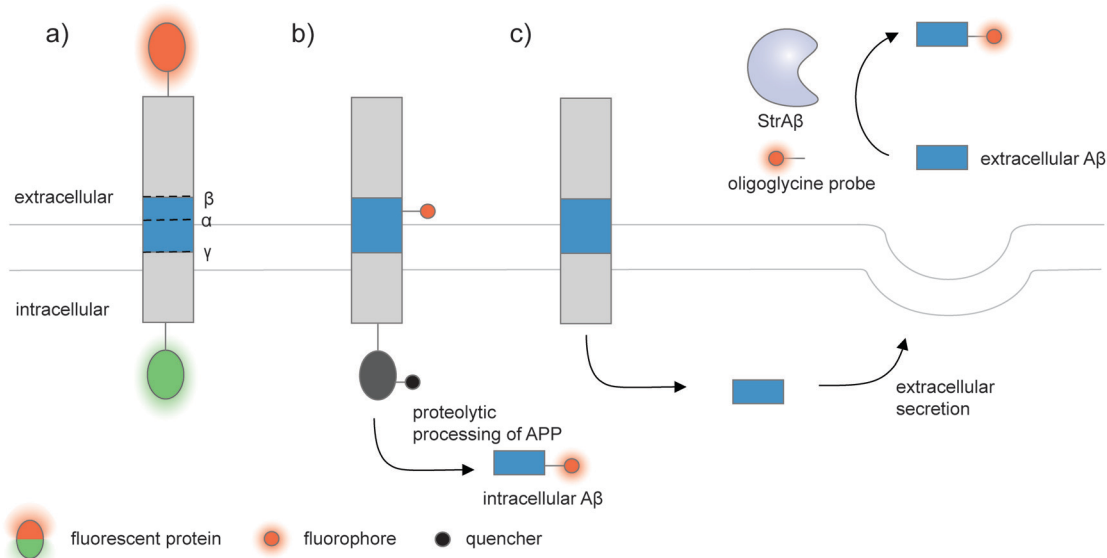 a)
b)
c)
StrAβ
oligoglycine probe
extracellular Aβ
extracellular
β
α
γ
intracellular
extracellular
secretion
proteolytic
processing of APP
intracellular Aβ
fluorescent protein
fluorophore
quencher